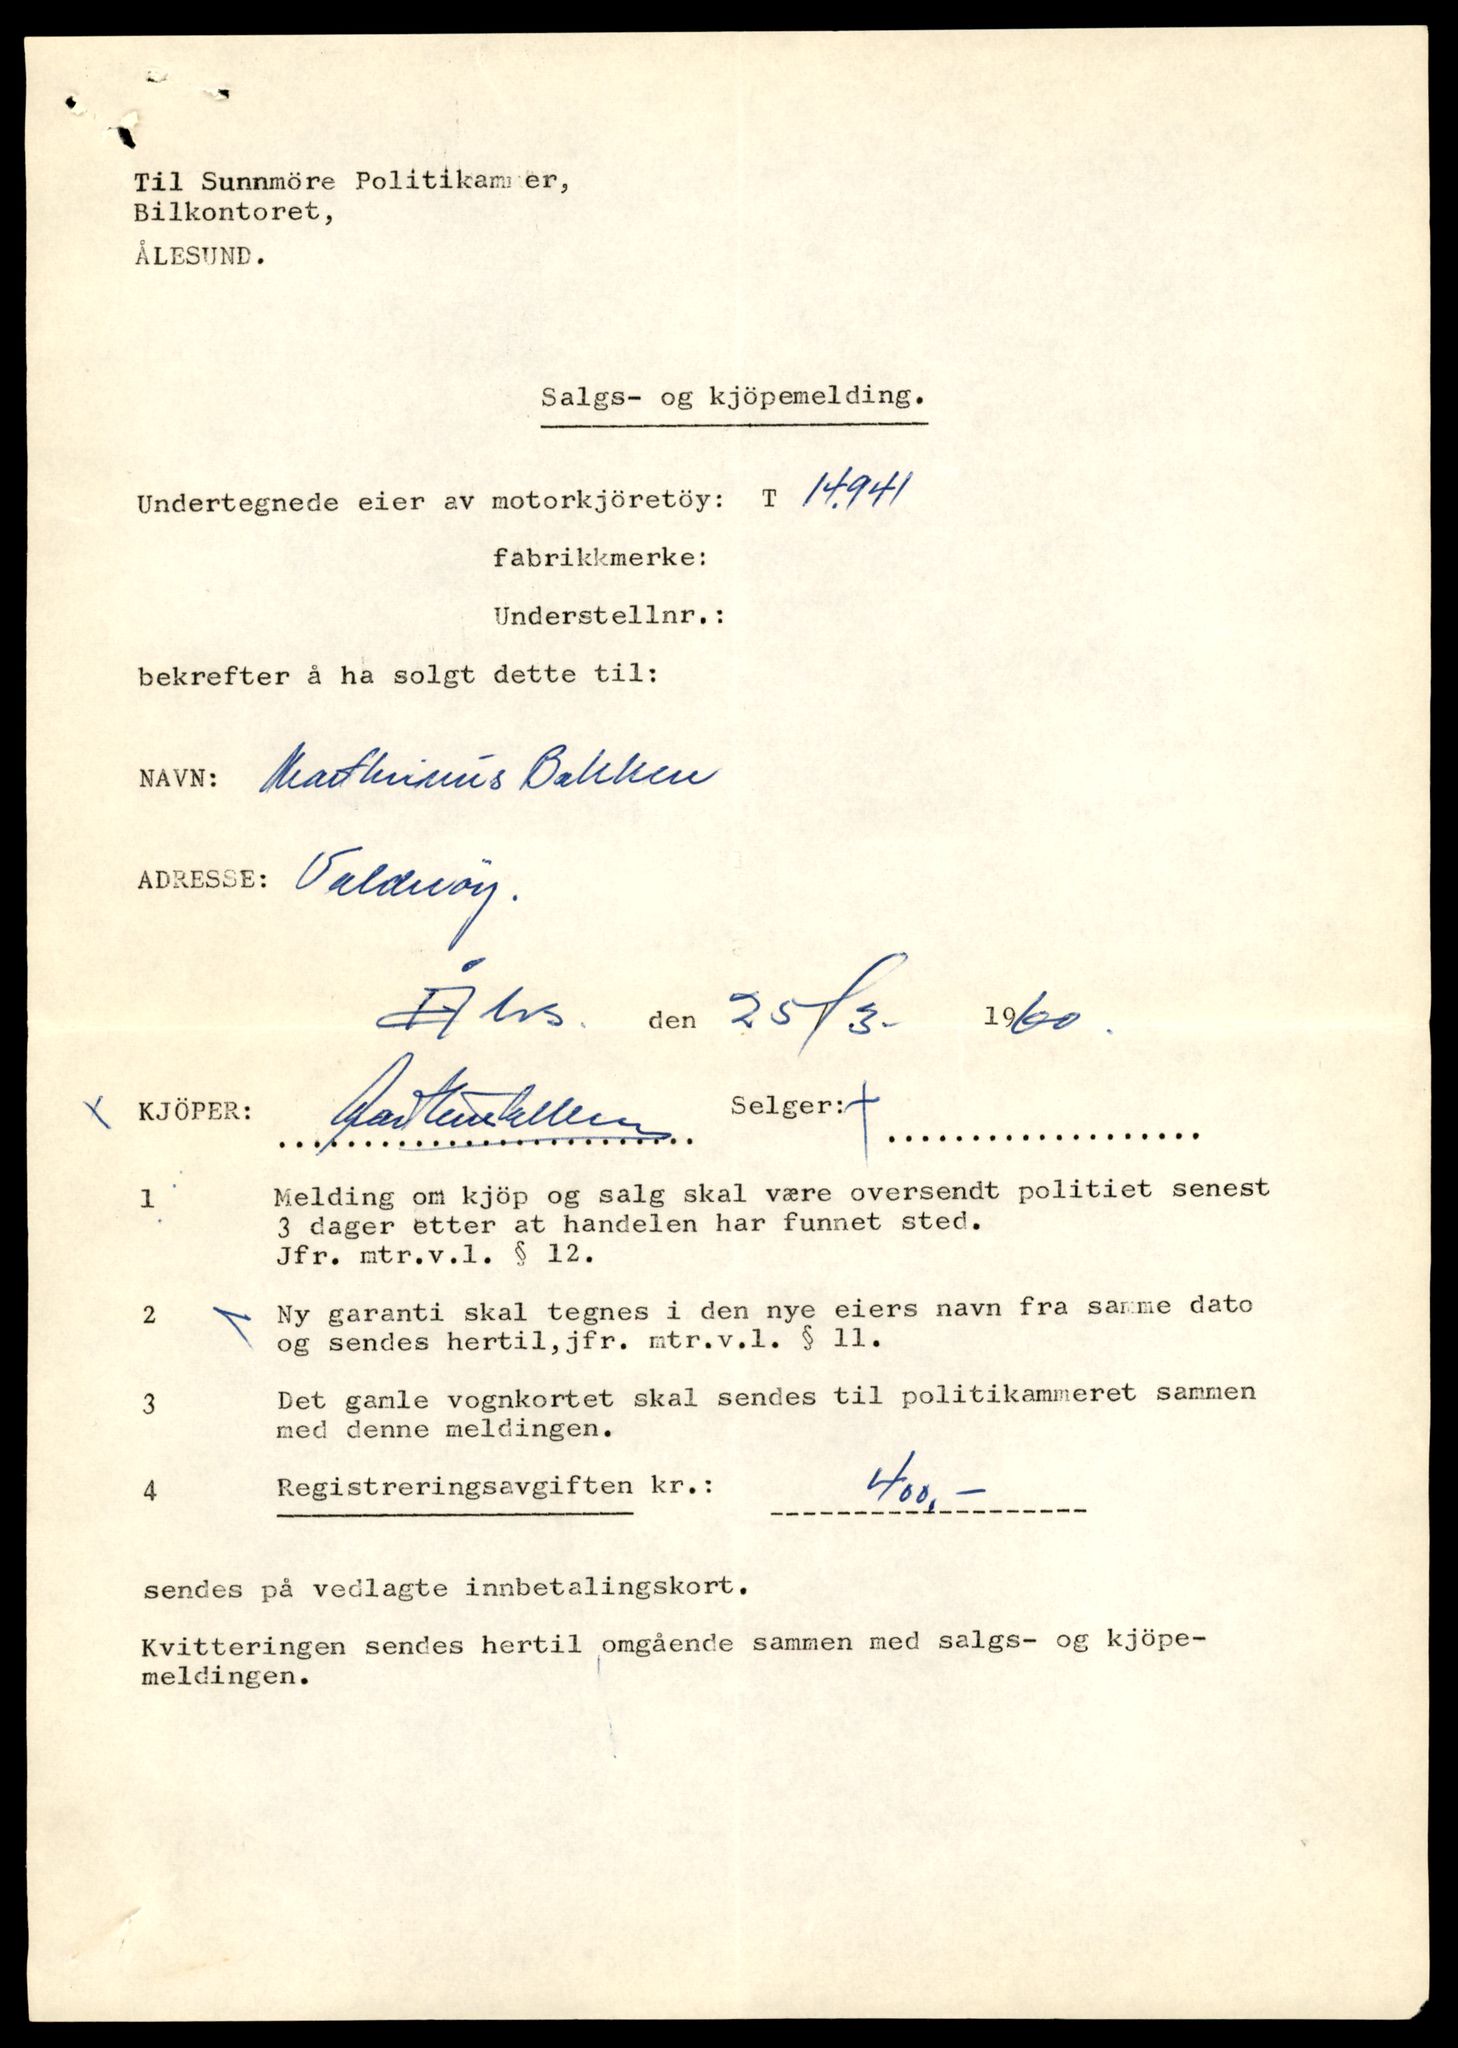 Til Sunnmöre Politikammer,
Bilkontoret,
ÅLESUND.
Salgs- og kjöpemelding.
Undertegnede eier av motorkjöretöy: T 14941
fabrikkmerke:
Understellnr.:
bekrefter å ha solgt dette til:
NAVN: Mathinus Bakken
ADRESSE: Valderöy.
den 25/3- 1960.
x KJÖPER: Selger: x
1 Melding om kjöp og salg skal være oversendt politiet senest
3 dager etter at handelen har funnet sted.
Jfr. mtr.v.l. § 12.
2 Ny garanti skal tegnes i den nye eiers navn fra samme dato
og sendes hertil, jfr. mtr.v.l. § 11.
3 Det gamle vognkortet skal sendes til politikammeret sammen
med denne meldingen.
4 Registreringsavgiften kr.: 400,-
sendes på vedlagte innbetalingskort.
Kvitteringen sendes hertil omgående sammen med salgs- og kjöpe-
meldingen.